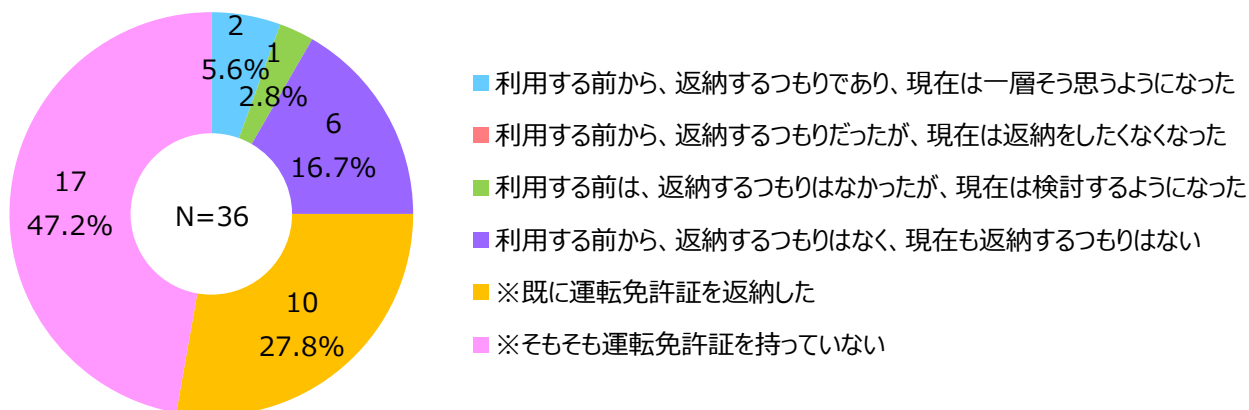 2
5.6%
1
2.8%
6
16.7%
17
47.2%
N=36
10
27.8%
利用する前から、返納するつもりであり、現在は一層そう思うようになった
利用する前から、返納するつもりだったが、現在は返納をしたくなくなった
利用する前は、返納するつもりはなかったが、現在は検討するようになった
利用する前から、返納するつもりはなく、現在も返納するつもりはない
※既に運転免許証を返納した
※そもそも運転免許証を持っていない